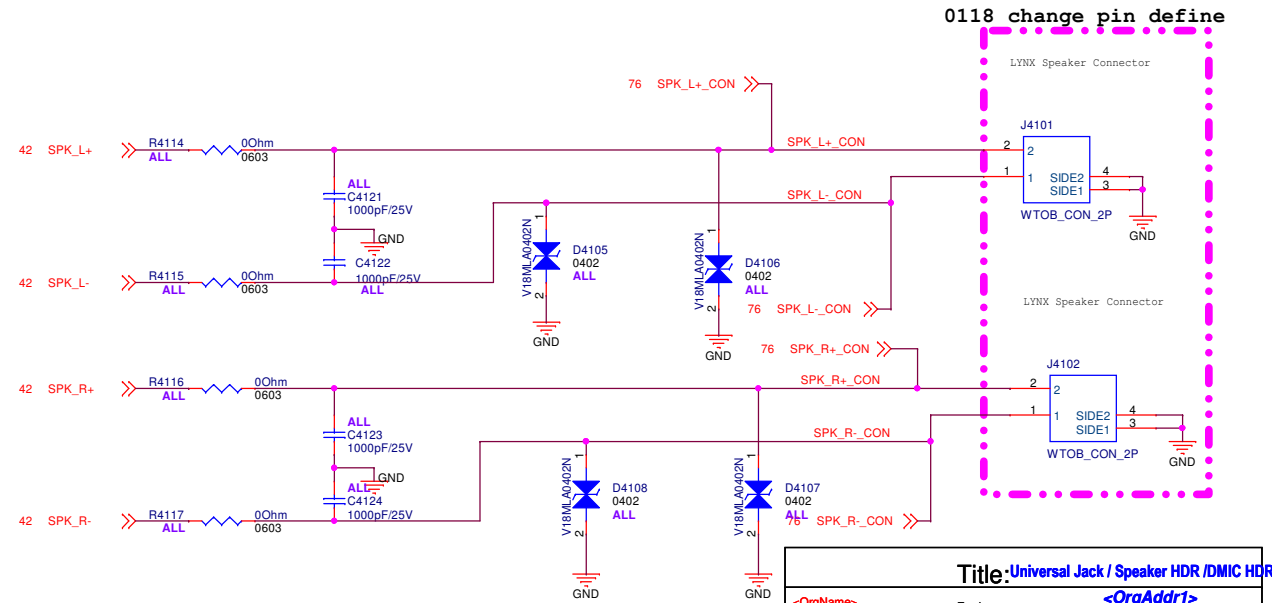 0118 change pin define
LYNX Speaker Connector
76 SPK_L+_CON
J4101
42 SPK_L+ R4114 0Ohm SPK_L+_CON 2 2
ALL 0603
1 1 SIDE2 4
SIDE1 3
ALL
C4121
1000pF/25V
SPK_L-_CON
WTOB_CON_2P
GND
GND
1
V18MLA0402N
D4105
0402
ALL
2
GND
1
V18MLA0402N
D4106
0402
ALL
2
GND
C4122
1000pF/25V
ALL
42 SPK_L- R4115 0Ohm
ALL 0603
76 SPK_L-_CON
LYNX Speaker Connector
76 SPK_R+_CON
J4102
42 SPK_R+ R4116 0Ohm SPK_R+_CON 2 2
ALL 0603
1 1 SIDE2 4
SIDE1 3
ALL
C4123
1000pF/25V
SPK_R-_CON
WTOB_CON_2P
GND
GND
1
V18MLA0402N
D4108
0402
ALL
2
GND
1
V18MLA0402N
D4107
0402
ALL
2
GND
ALL
C4124
1000pF/25V
42 SPK_R- R4117 0Ohm
ALL 0603
76 SPK_R-_CON
Title: Universal Jack / Speaker HDR /DMIC HDR
<OrgName>
<OrgAddr1>